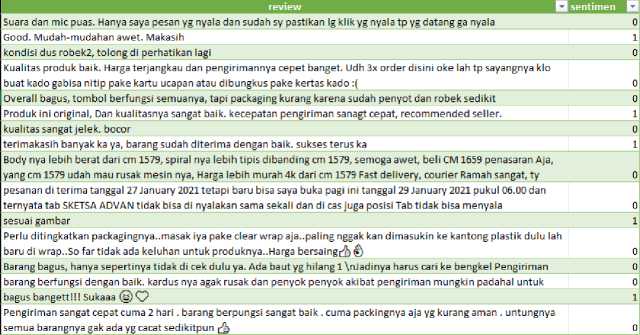 review sentimen
Suara dan mic puas. Hanya saya pesan yg nyala dan sudah sy pastikan lg klik yg nyala tp yg datang ga nyala 0
Good. Mudah-mudahan awet. Makasih 1
kondisi dus robek2, tolong di perhatikan lagi 0
Kualitas produk baik. Harga terjangkau dan pengirimannya cepet banget. Udh 3x order disini oke lah tp sayangnya klo
buat kado gabisa nitip pake kartu ucapan atau dibungkus pake kertas kado :( 0
Overall bagus, tombol berfungsi semuanya, tapi packaging kurang karena sudah penyot dan robek sedikit 0
Produk ini original, Dan kualitasnya sangat baik. kecepatan pengiriman sanagt cepat, recommended seller. 1
kualitas sangat jelek. bocor 0
terimakasih banyak ka ya, barang sudah diterima dengan baik. sukses terus ka 1
Body nya lebih berat dari cm 1579, spiral nya lebih tipis dibanding cm 1579, semoga awet, beli CM 1659 penasaran Aja,
yang cm 1579 udah mau rusak mesin nya, Harga lebih murah 4k dari cm 1579 Fast delivery, courier Ramah sangat, ty 0
pesanan di terima tanggal 27 January 2021 tetapi baru bisa saya buka pagi ini tanggal 29 January 2021 pukul 06.00 dan
ternyata tab SKETSA ADVAN tidak bisa di nyalakan sama sekali dan di cas juga posisi Tab tidak bisa menyala 0
sesuai gambar 1
Perlu ditingkatkan packagingnya..masak iya pake clear wrap aja..paling nggak kan dimasukin ke kantong plastik dulu lah
baru di wrap..So far tidak ada keluhan untuk produknya..Harga bersaing👍👌 0
Barang bagus, hanya sepertinya tidak di cek dulu ya. Ada baut yg hilang 1 \nJadinya harus cari ke bengkel Pengiriman 0
barang berfungsi dengan baik. kardus nya agak rusak dan penyok penyok akibat pengiriman mungkin padahal untuk 0
bagus bangett!!! Sukaaa 😍♡ 1
Pengiriman sangat cepat cuma 2 hari . barang berpungsi sangat baik . cuma packingnya aja yg kurang aman . untungnya
semua barangnya gak ada yg cacat sedikitpun 👍 0